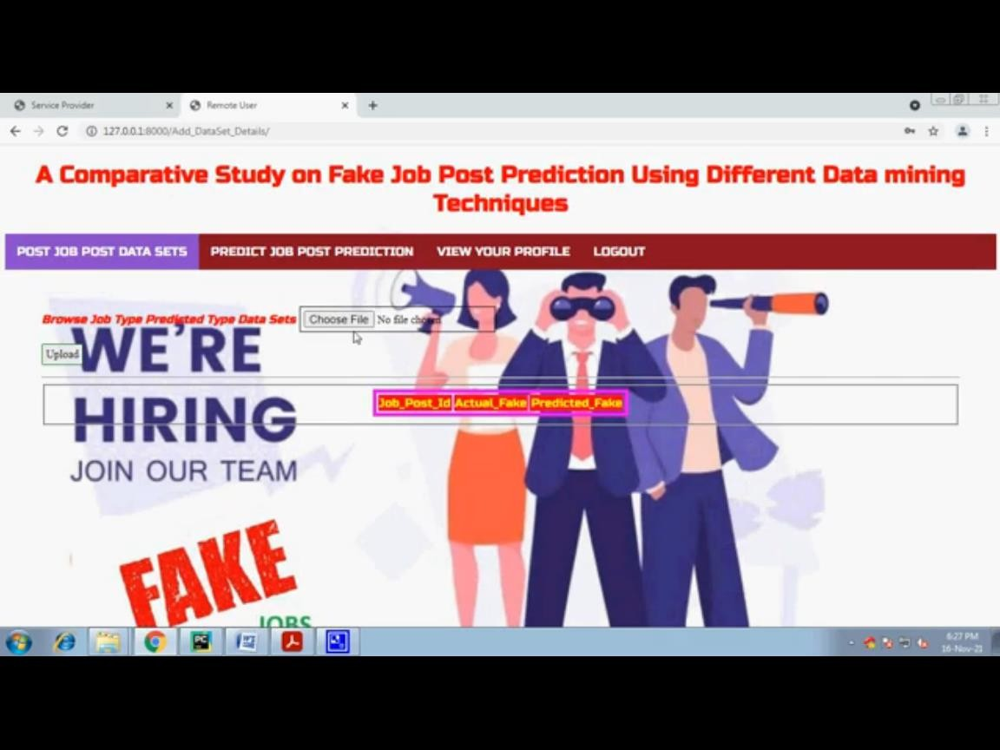 Service Provider
Remote User
127.0.0.1:8000/Add_DataSet_Details/
A Comparative Study on Fake Job Post Prediction Using Different Data mining
Techniques
POST JOB POST DATA SETS
PREDICT JOB POST PREDICTION
VIEW YOUR PROFILE
LOGOUT
Browse Job Type Predicted Type Data Sets
Choose File No file chosen
Upload
WE'RE
HIRING
JOIN OUR TEAM
Job_Post_Id Actual_Fake Predicted_Fake
FAKE
JOBS
6:27 PM
16-Nov-21